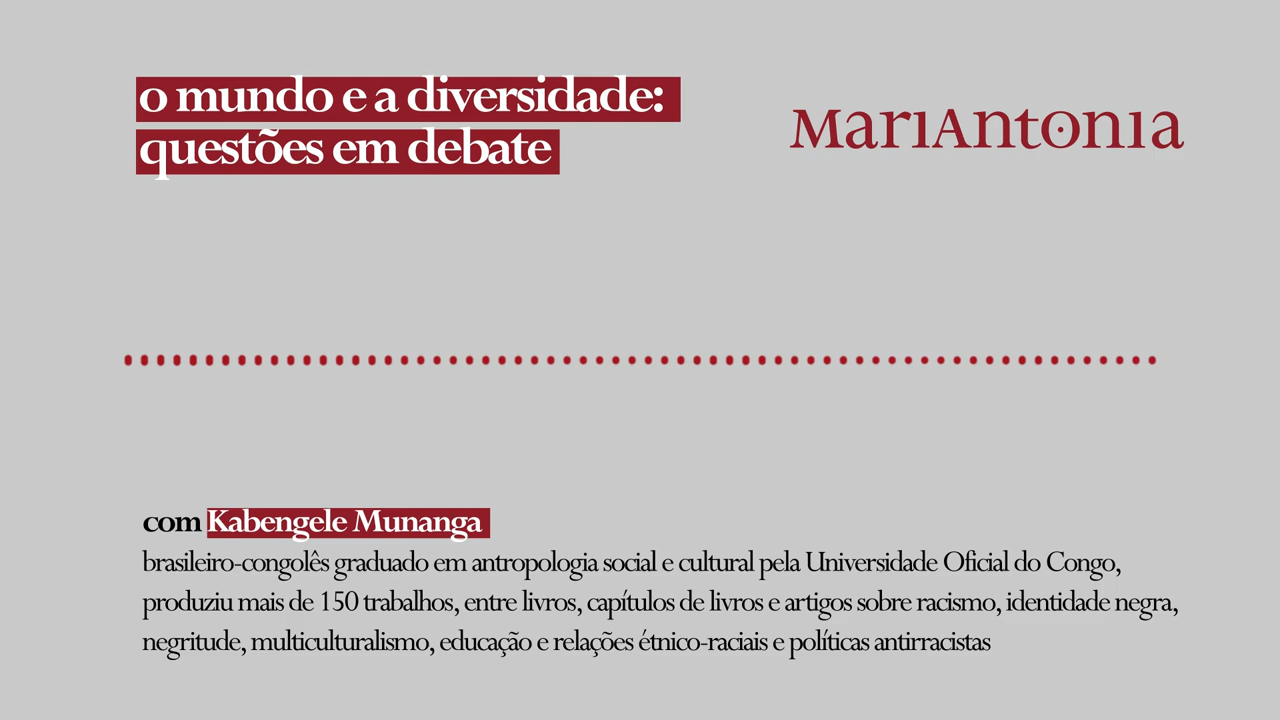 o mundo e a diversidade:
questões em debate
MariAntonia
com Kabengele Munanga
brasileiro-congolês graduado em antropologia social e cultural pela Universidade Oficial do Congo,
produziu mais de 150 trabalhos, entre livros, capítulos de livros e artigos sobre racismo, identidade negra,
negritude, multiculturalismo, educação e relações étnico-raciais e políticas antirracistas